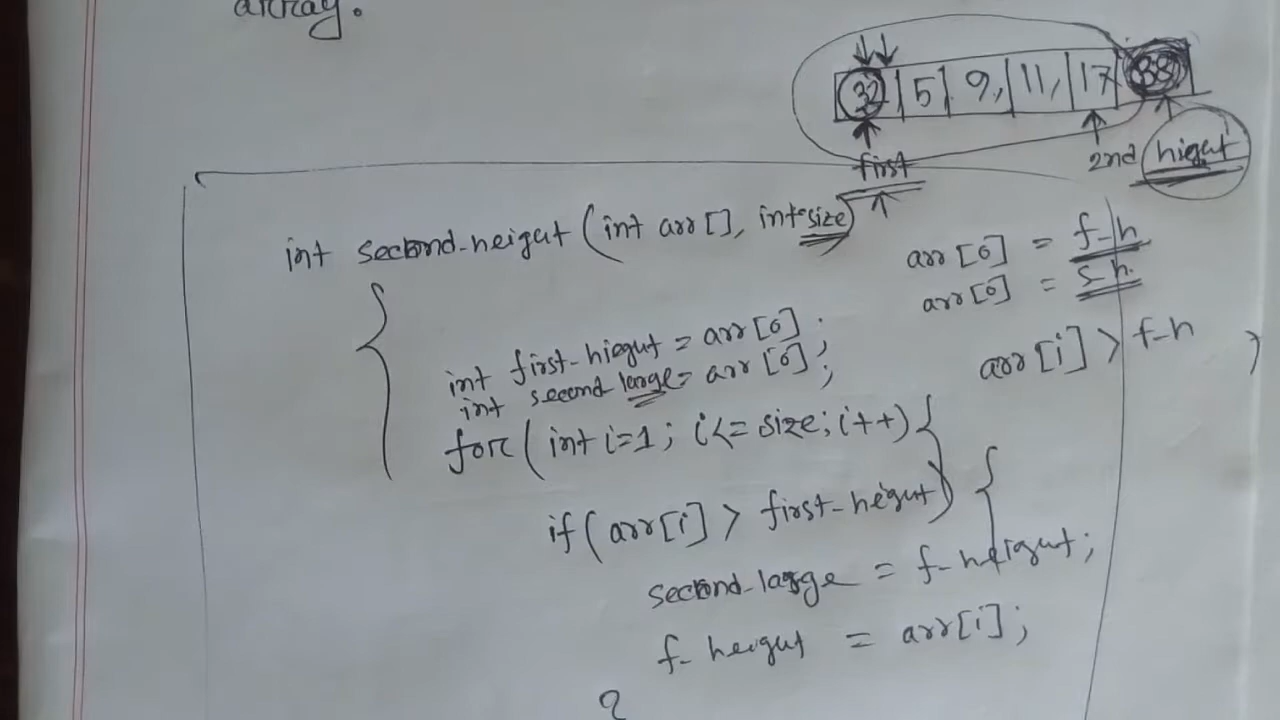 array.
32 | 5 | 9, | 11, | 17 | 38
first
2nd higeut
int second-heigut (int arr[], int size)
{
arr[0] = f-h
arr[0] = s-h.
int first-higeut = arr[0];
int second large = arr[0];
arr[i] > f-h )
for( int i=1; i<= size; i++) {
if( arr[i] > first-heigut) {
second-large = f-heigut;
f-heigut = arr[i];